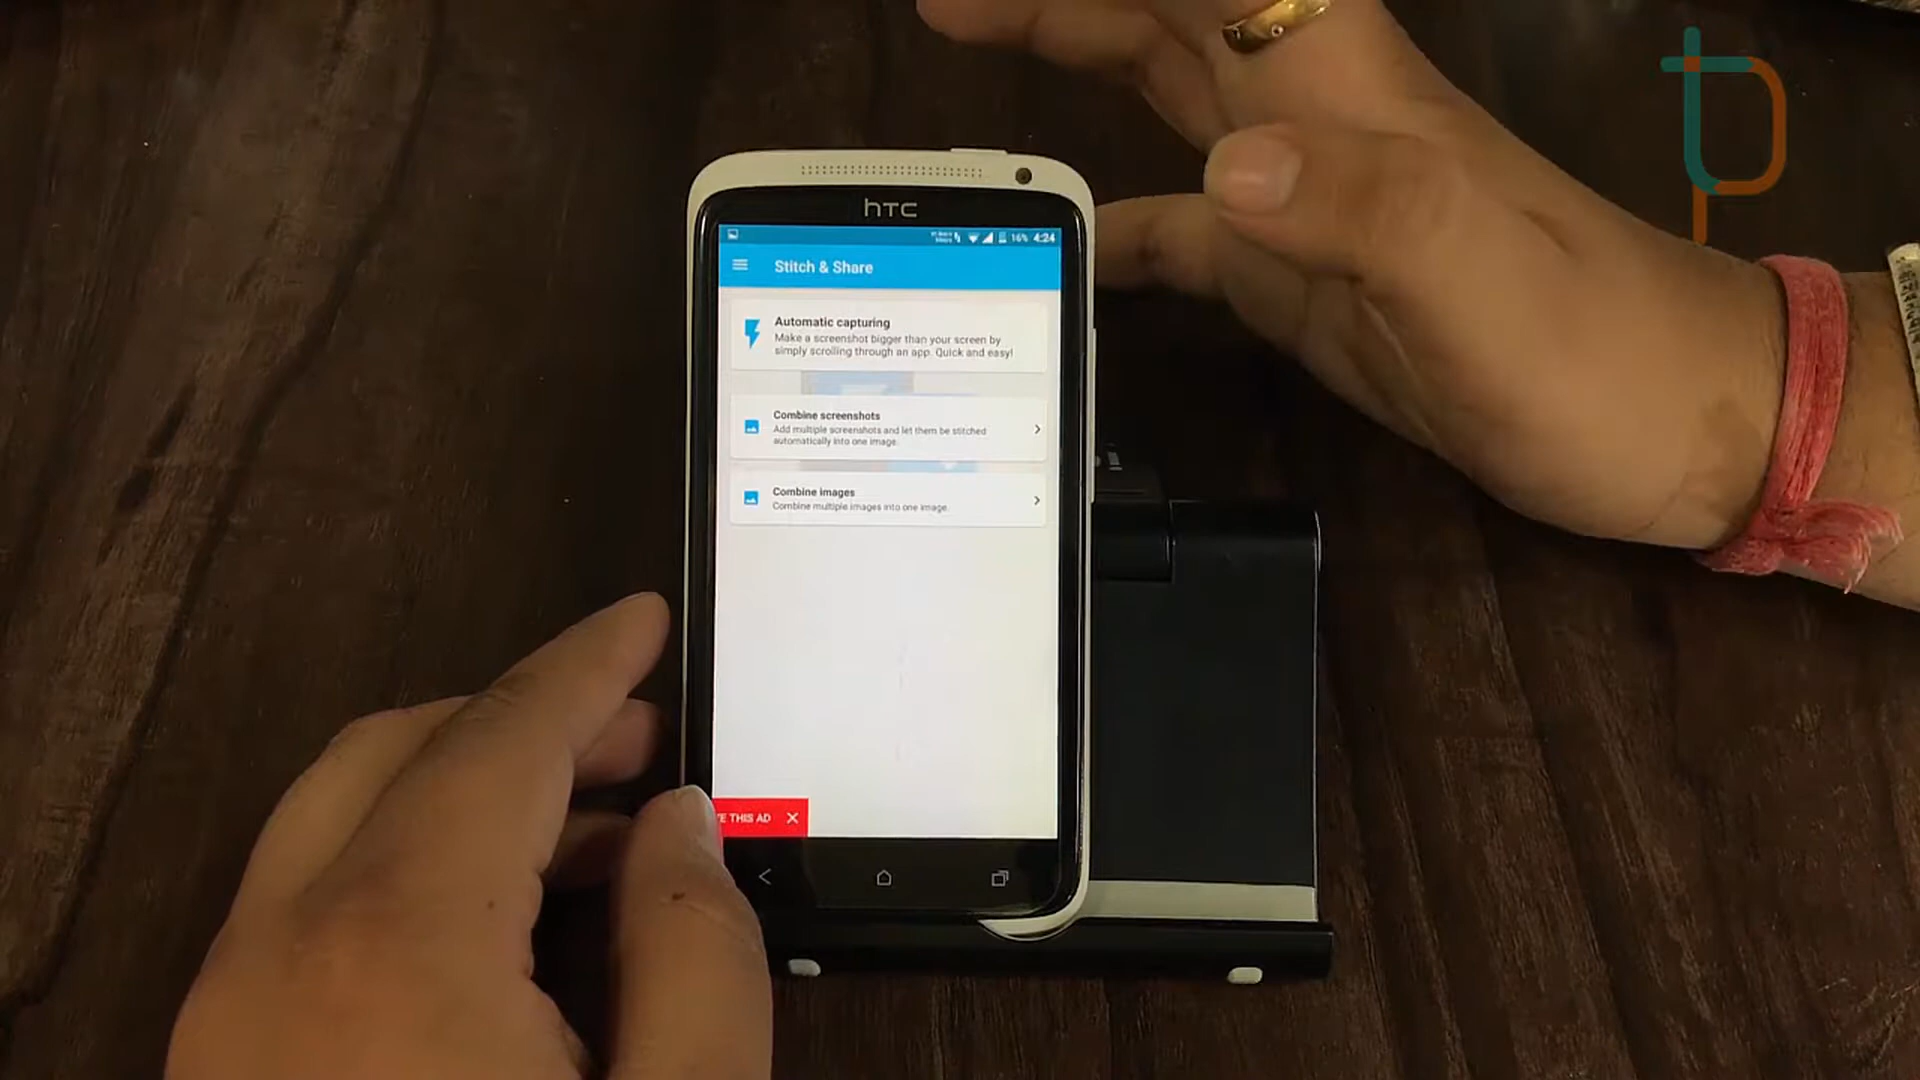 hTC
16% 4:24
Stitch & Share
Automatic capturing
Make a screenshot bigger than your screen by
simply scrolling through an app. Quick and easy!
Combine screenshots
Add multiple screenshots and let them be stitched
automatically into one image.
Combine images
Combine multiple images into one image.
THIS AD